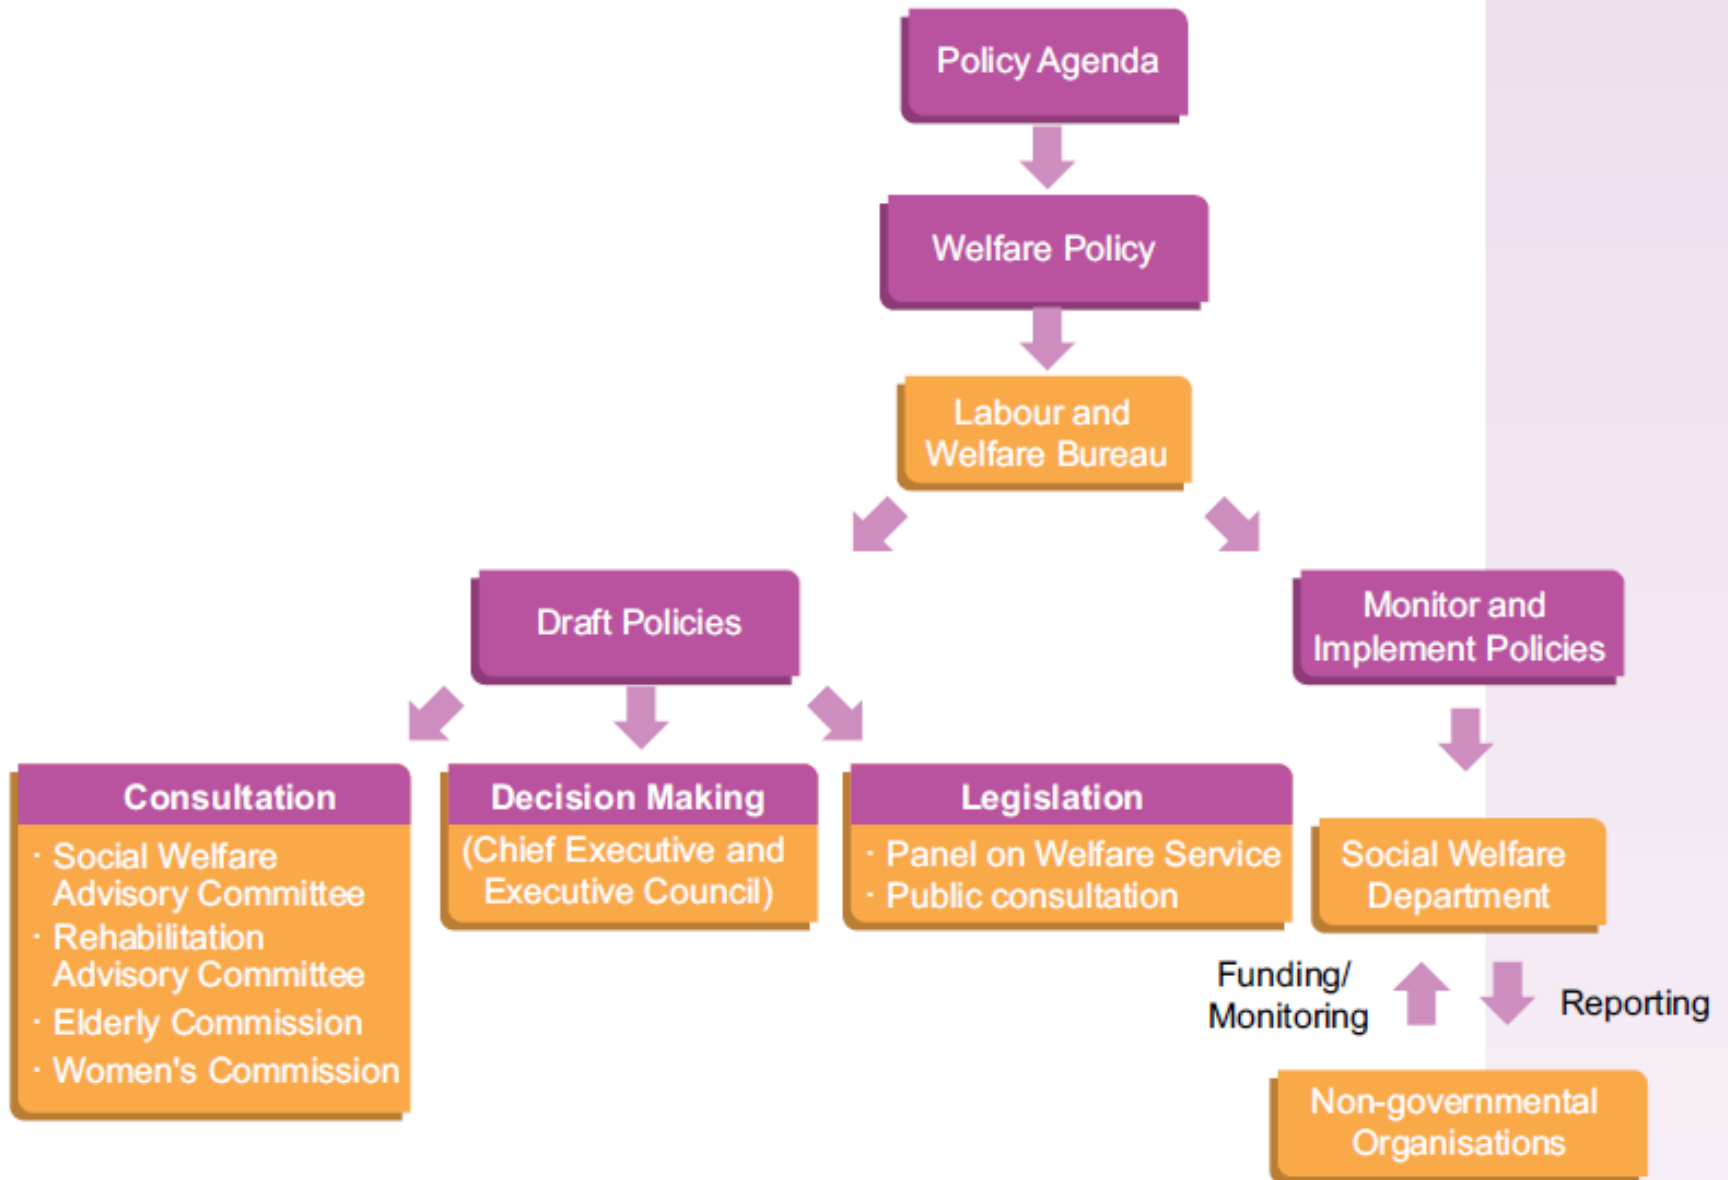 Policy Agenda
Welfare Policy
Labour and
Welfare Bureau
Draft Policies
Monitor and
Implement Policies
Consultation
· Social Welfare
Advisory Committee
· Rehabilitation
Advisory Committee
· Elderly Commission
· Women's Commission
Decision Making
(Chief Executive and
Executive Council)
Legislation
· Panel on Welfare Service
· Public consultation
Social Welfare
Department
Funding/
Monitoring
Reporting
Non-governmental
Organisations